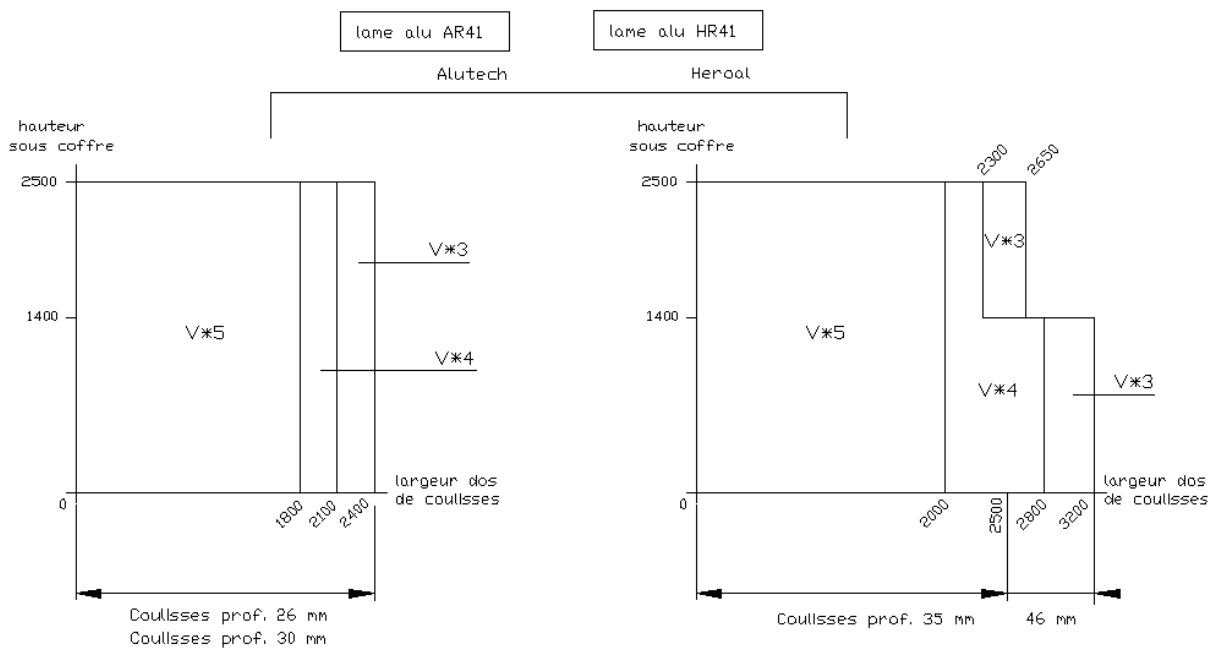 lame alu AR41
lame alu HR41
Alutech
Heroal
hauteur
sous coffre
2500
1400
0
V*5
V*3
V*4
largeur dos
de coulisses
1800
2100
2400
Coulisses prof. 26 mm
Coulisses prof. 30 mm
hauteur
sous coffre
2500
1400
0
2300
2650
V*3
V*5
V*4
V*3
largeur dos
de coulisses
2000
2500
2800
3200
Coulisses prof. 35 mm
46 mm